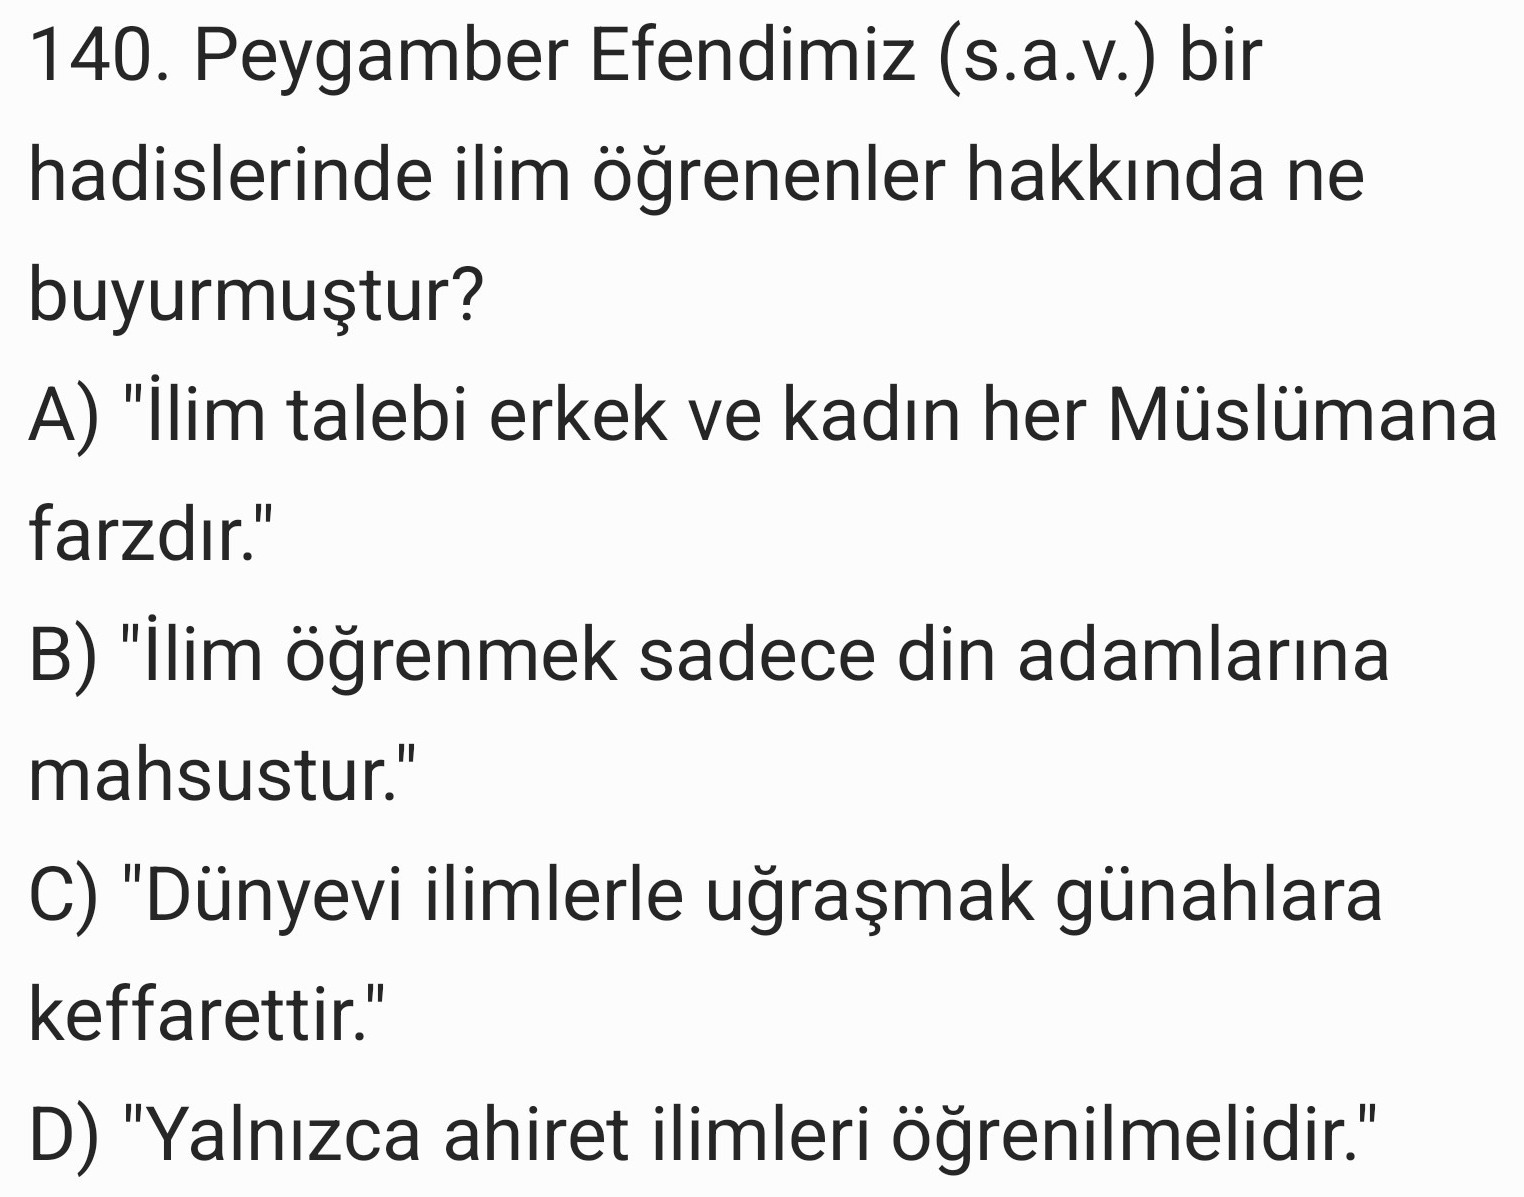 140. Peygamber Efendimiz (s.a.v.) bir
hadislerinde ilim öğrenenler hakkında ne
buyurmuştur?
A) "İlim talebi erkek ve kadın her Müslümana
farzdır."
B) "İlim öğrenmek sadece din adamlarına
mahsustur."
C) "Dünyevi ilimlerle uğraşmak günahlara
keffarettir."
D) "Yalnızca ahiret ilimleri öğrenilmelidir."